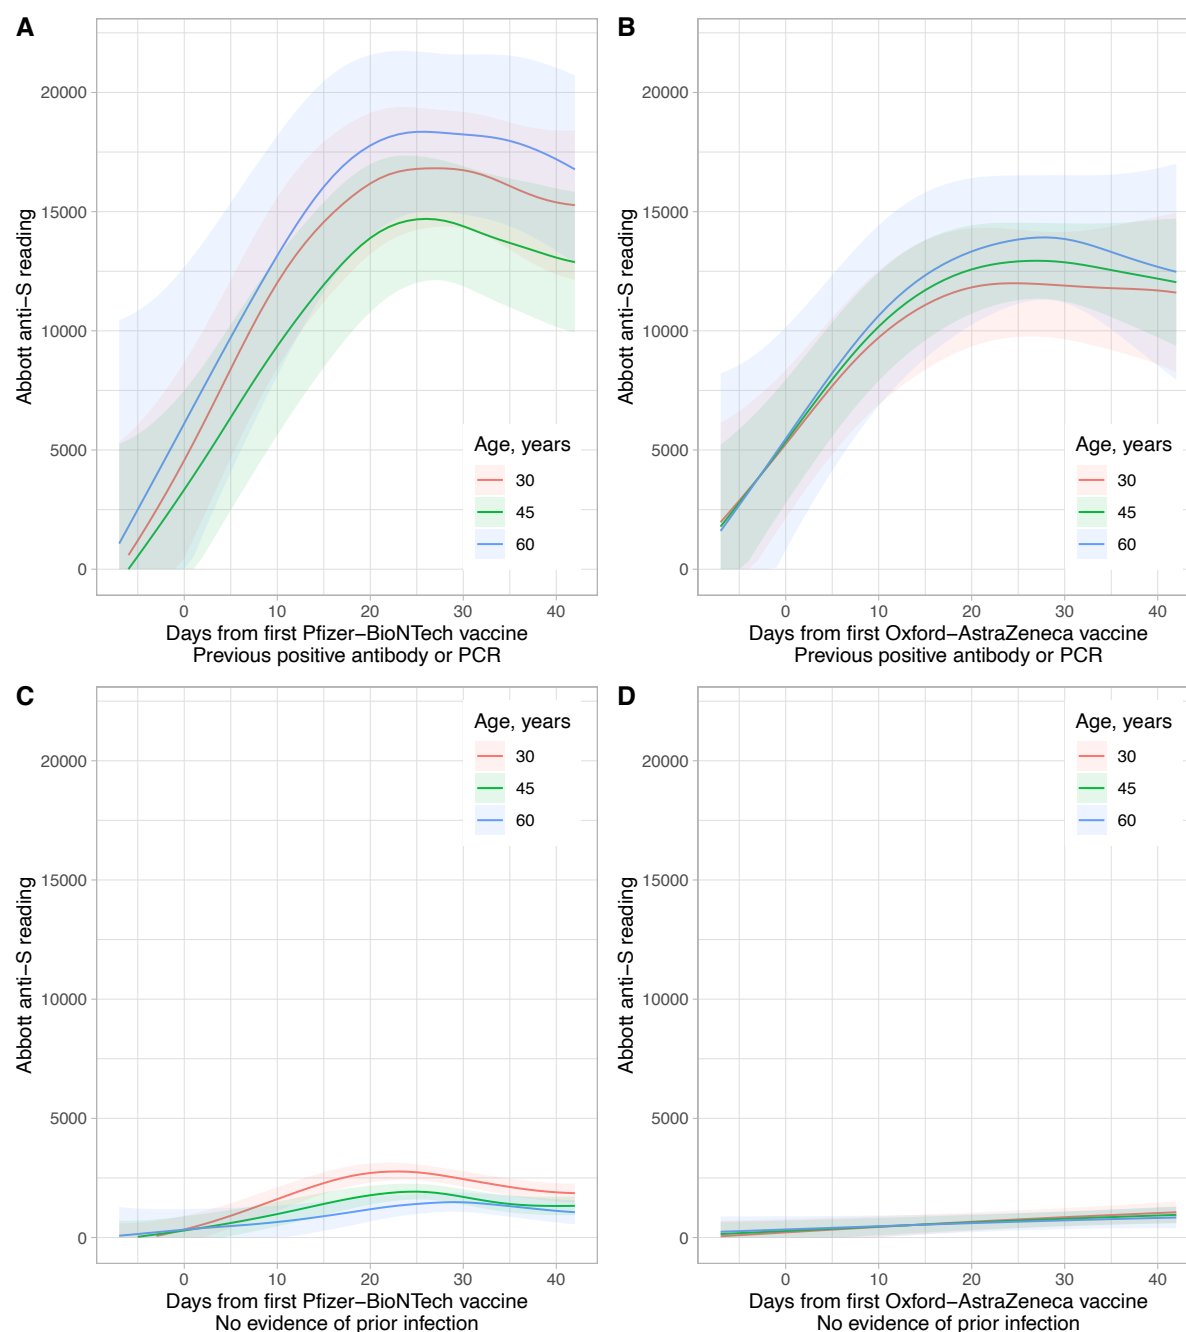 A
Abbott anti−S reading
20000
15000
10000
5000
0
Age, years
30
45
60
0 10 20 30 40
Days from first Pfizer−BioNTech vaccine
Previous positive antibody or PCR
B
Abbott anti−S reading
20000
15000
10000
5000
0
Age, years
30
45
60
0 10 20 30 40
Days from first Oxford−AstraZeneca vaccine
Previous positive antibody or PCR
C
Abbott anti−S reading
Age, years
30
45
60
20000
15000
10000
5000
0
0 10 20 30 40
Days from first Pfizer−BioNTech vaccine
No evidence of prior infection
D
Abbott anti−S reading
Age, years
30
45
60
20000
15000
10000
5000
0
0 10 20 30 40
Days from first Oxford−AstraZeneca vaccine
No evidence of prior infection